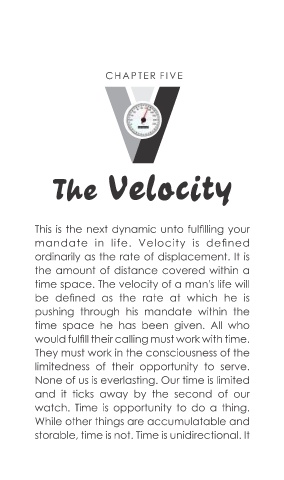 CHAPTER FIVE
V
The Velocity
This is the next dynamic unto fulfilling your
mandate in life. Velocity is defined
ordinarily as the rate of displacement. It is
the amount of distance covered within a
time space. The velocity of a man's life will
be defined as the rate at which he is
pushing through his mandate within the
time space he has been given. All who
would fulfill their calling must work with time.
They must work in the consciousness of the
limitedness of their opportunity to serve.
None of us is everlasting. Our time is limited
and it ticks away by the second of our
watch. Time is opportunity to do a thing.
While other things are accumulatable and
storable, time is not. Time is unidirectional. It